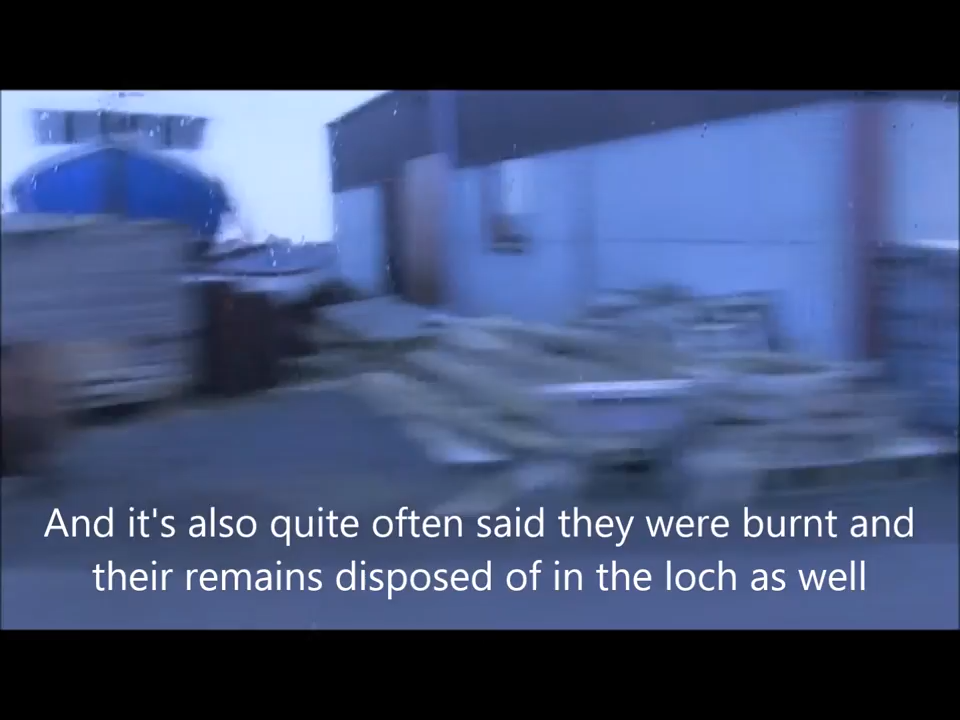 And it's also quite often said they were burnt and
their remains disposed of in the loch as well